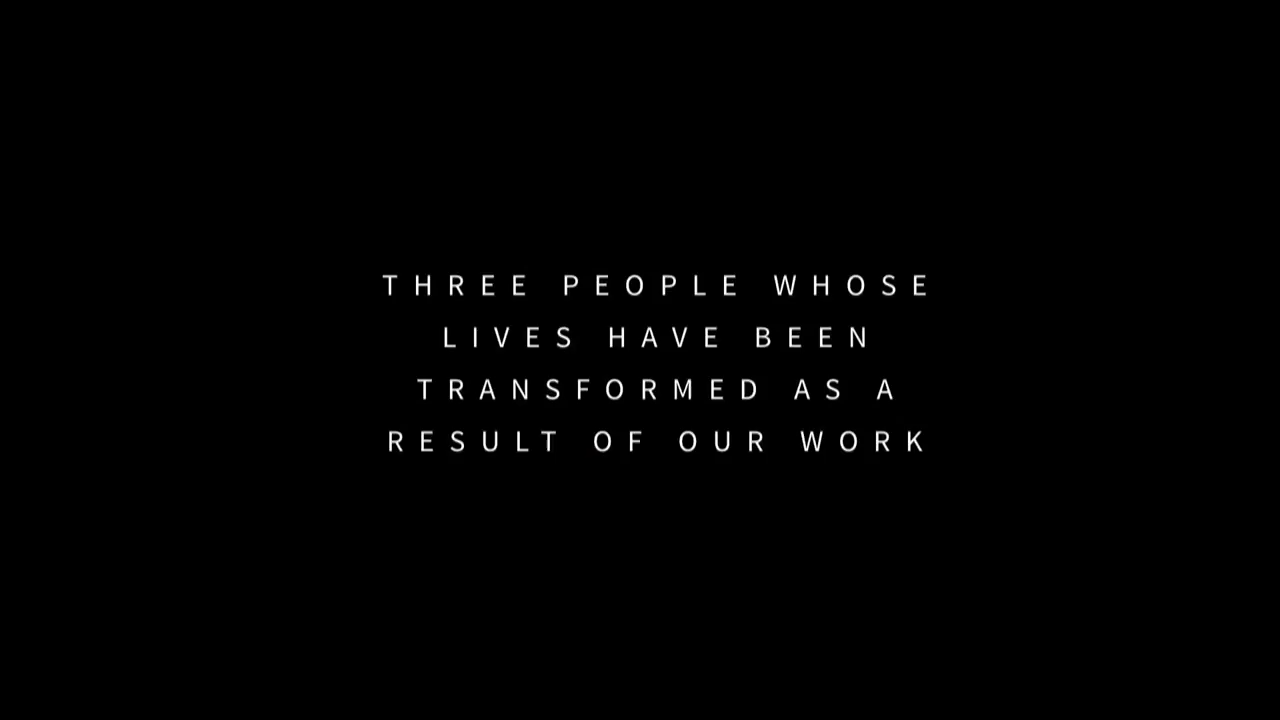 THREE PEOPLE WHOSE
LIVES HAVE BEEN
TRANSFORMED AS A
RESULT OF OUR WORK